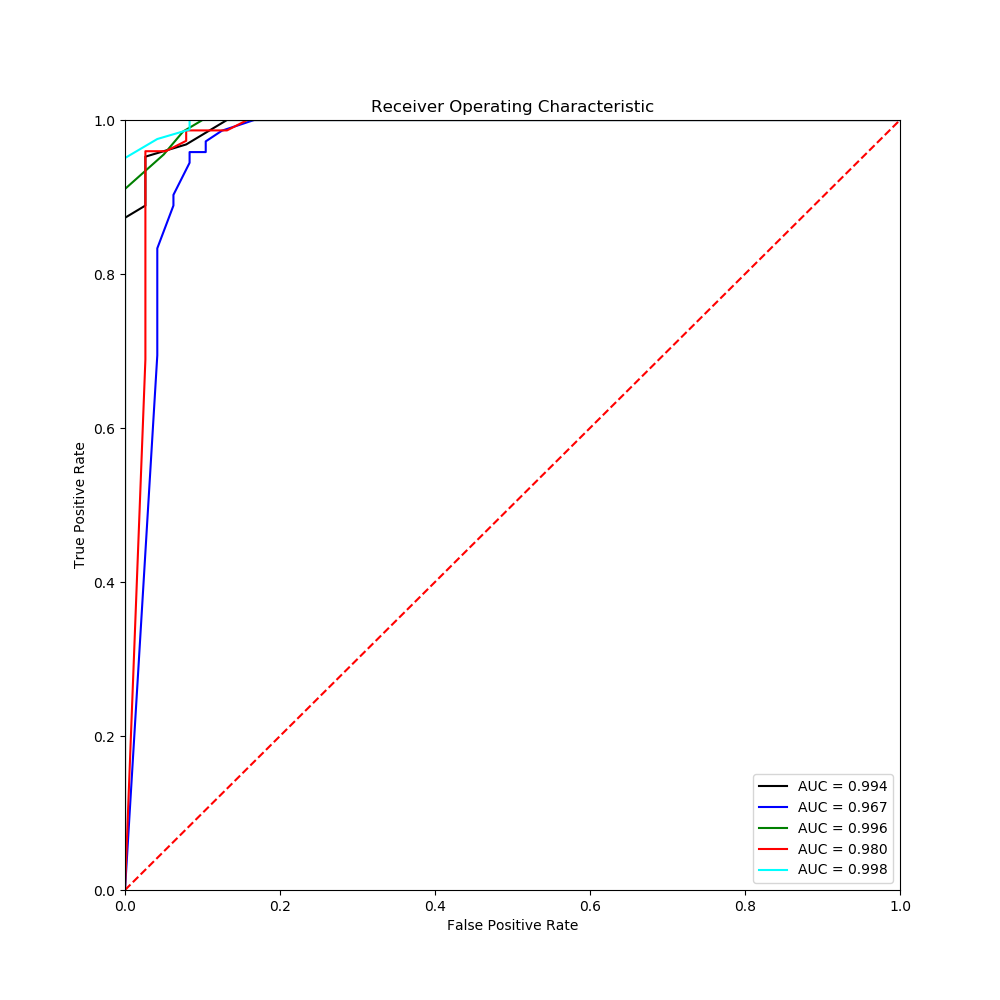 Receiver Operating Characteristic
1.0
0.8
0.6
0.4
0.2
0.0
True Positive Rate
0.0 0.2 0.4 0.6 0.8 1.0
False Positive Rate
AUC = 0.994
AUC = 0.967
AUC = 0.996
AUC = 0.980
AUC = 0.998